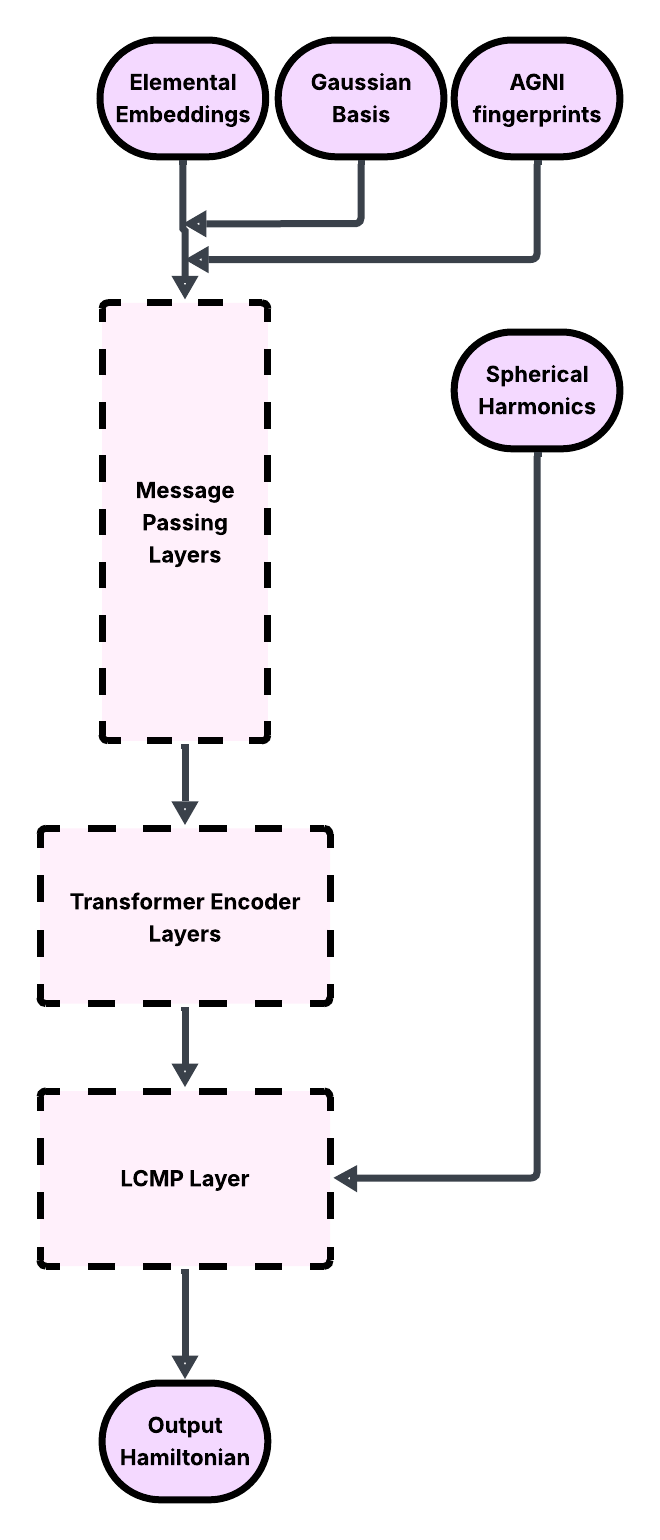 Elemental
Embeddings
Gaussian
Basis
AGNI
fingerprints
Spherical
Harmonics
Message
Passing
Layers
Transformer Encoder
Layers
LCMP Layer
Output
Hamiltonian